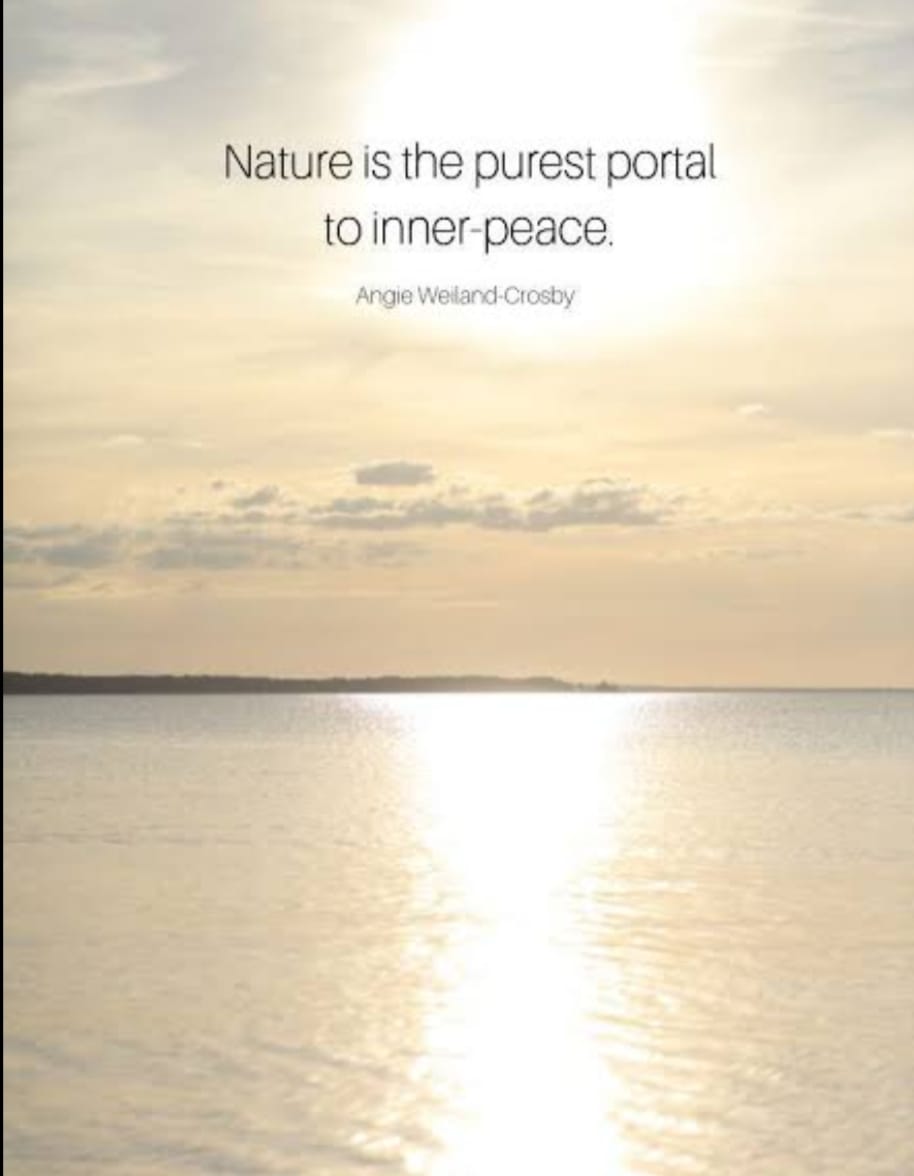 Nature is the purest portal
to inner-peace.
Angie Weiland-Crosby